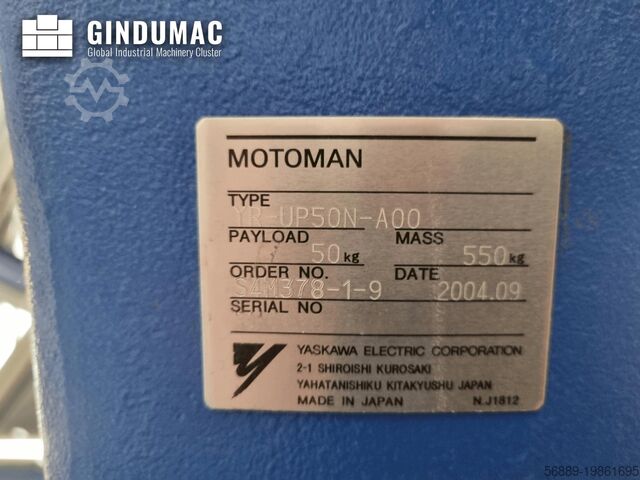 GINDUMAC
Global Industrial Machinery Cluster
MOTOMAN
TYPE
YR-UP50N-A00
PAYLOAD 50kg MASS 550kg
ORDER NO. DATE
S4M378-1-9 2004.09
SERIAL NO
YASKAWA ELECTRIC CORPORATION
2-1 SHIROISHI KUROSAKI
YAHATANISHIKU KITAKYUSHU JAPAN
MADE IN JAPAN N.J1812
56889-19861695